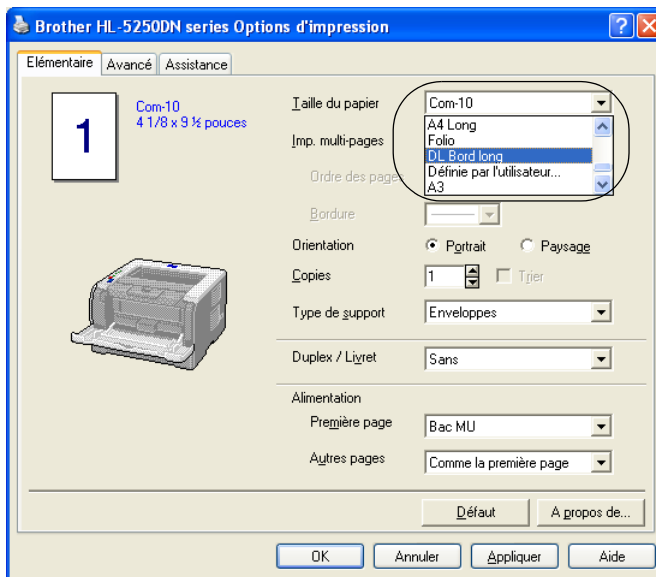 Brother HL-5250DN series Options d'impression
Elémentaire Avancé Assistance
1
Com-10
4 1/8 x 9 ½ pouces
Taille du papier Com-10
A4 Long
Folio
DL Bord long
Définie par l'utilisateur...
A3
Imp. multi-pages
Ordre des pages
Bordure
Orientation Portrait Paysage
Copies 1 Trier
Type de support Enveloppes
Duplex / Livret Sans
Alimentation
Première page Bac MU
Autres pages Comme la première page
Défaut A propos de...
OK Annuler Appliquer Aide